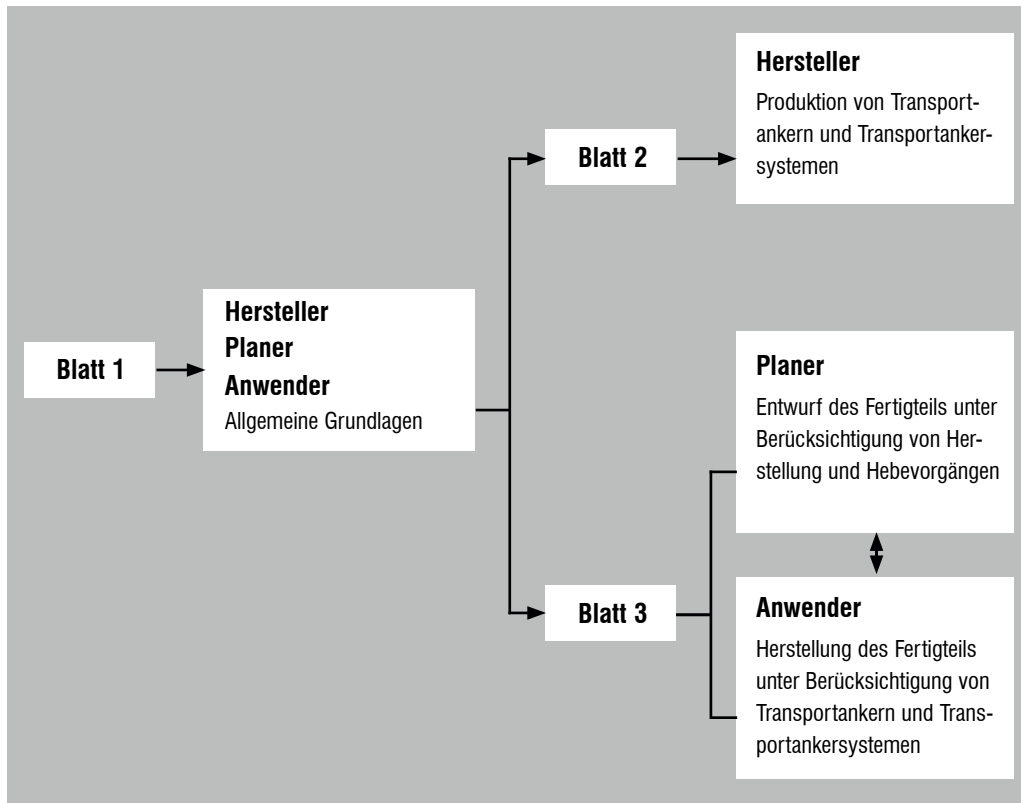 Blatt 1
Hersteller
Planer
Anwender
Allgemeine Grundlagen
Blatt 2
Hersteller
Produktion von Transport-
ankern und Transportanker-
systemen
Blatt 3
Planer
Entwurf des Fertigteils unter
Berücksichtigung von Her-
stellung und Hebevorgängen
Anwender
Herstellung des Fertigteils
unter Berücksichtigung von
Transportankern und Trans-
portankersystemen